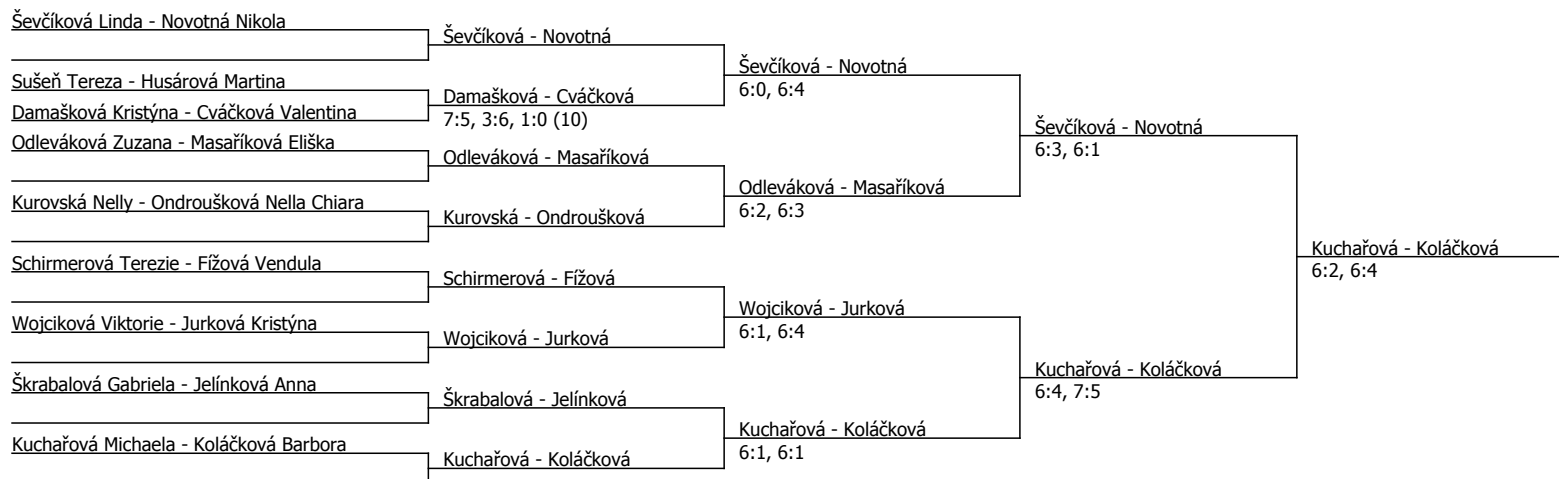 Ševčíková Linda - Novotná Nikola
Sušeň Tereza - Husárová Martina
Damašková Kristýna - Cváčková Valentina
Odleváková Zuzana - Masaříková Eliška
Kurovská Nelly - Ondroušková Nella Chiara
Schirmerová Terezie - Fížová Vendula
Wojciková Viktorie - Jurková Kristýna
Škrabalová Gabriela - Jelínková Anna
Kuchařová Michaela - Koláčková Barbora
Ševčíková - Novotná
Damašková - Cváčková
7:5, 3:6, 1:0 (10)
Odleváková - Masaříková
Kurovská - Ondroušková
Schirmerová - Fížová
Wojciková - Jurková
Škrabalová - Jelínková
Kuchařová - Koláčková
Ševčíková - Novotná
6:0, 6:4
Odleváková - Masaříková
6:2, 6:3
Wojciková - Jurková
6:1, 6:4
Kuchařová - Koláčková
6:1, 6:1
Ševčíková - Novotná
6:3, 6:1
Kuchařová - Koláčková
6:4, 7:5
Kuchařová - Koláčková
6:2, 6:4